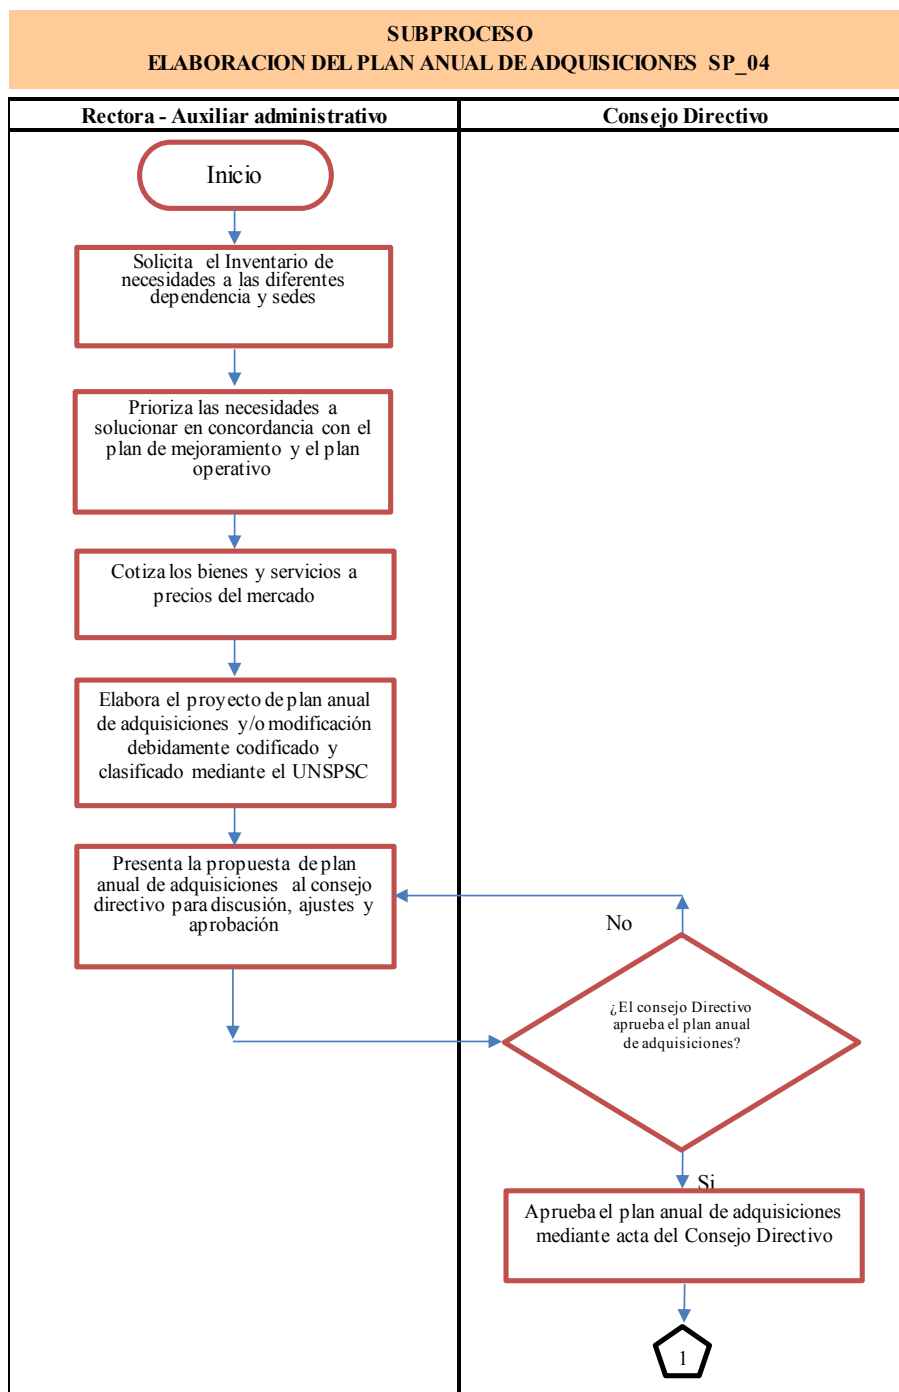 SUBPROCESO
ELABORACION DEL PLAN ANUAL DE ADQUISICIONES SP_04
Rectora - Auxiliar administrativo
Consejo Directivo
Inicio
Solicita el Inventario de
necesidades a las diferentes
dependencia y sedes
Prioriza las necesidades a
solucionar en concordancia con el
plan de mejoramiento y el plan
operativo
Cotiza los bienes y servicios a
precios del mercado
Elabora el proyecto de plan anual
de adquisiciones y/o modificación
debidamente codificado y
clasificado mediante el UNSPSC
Presenta la propuesta de plan
anual de adquisiciones al consejo
directivo para discusión, ajustes y
aprobación
No
¿El consejo Directivo
aprueba el plan anual
de adquisiciones?
Si
Aprueba el plan anual de adquisiciones
mediante acta del Consejo Directivo
1